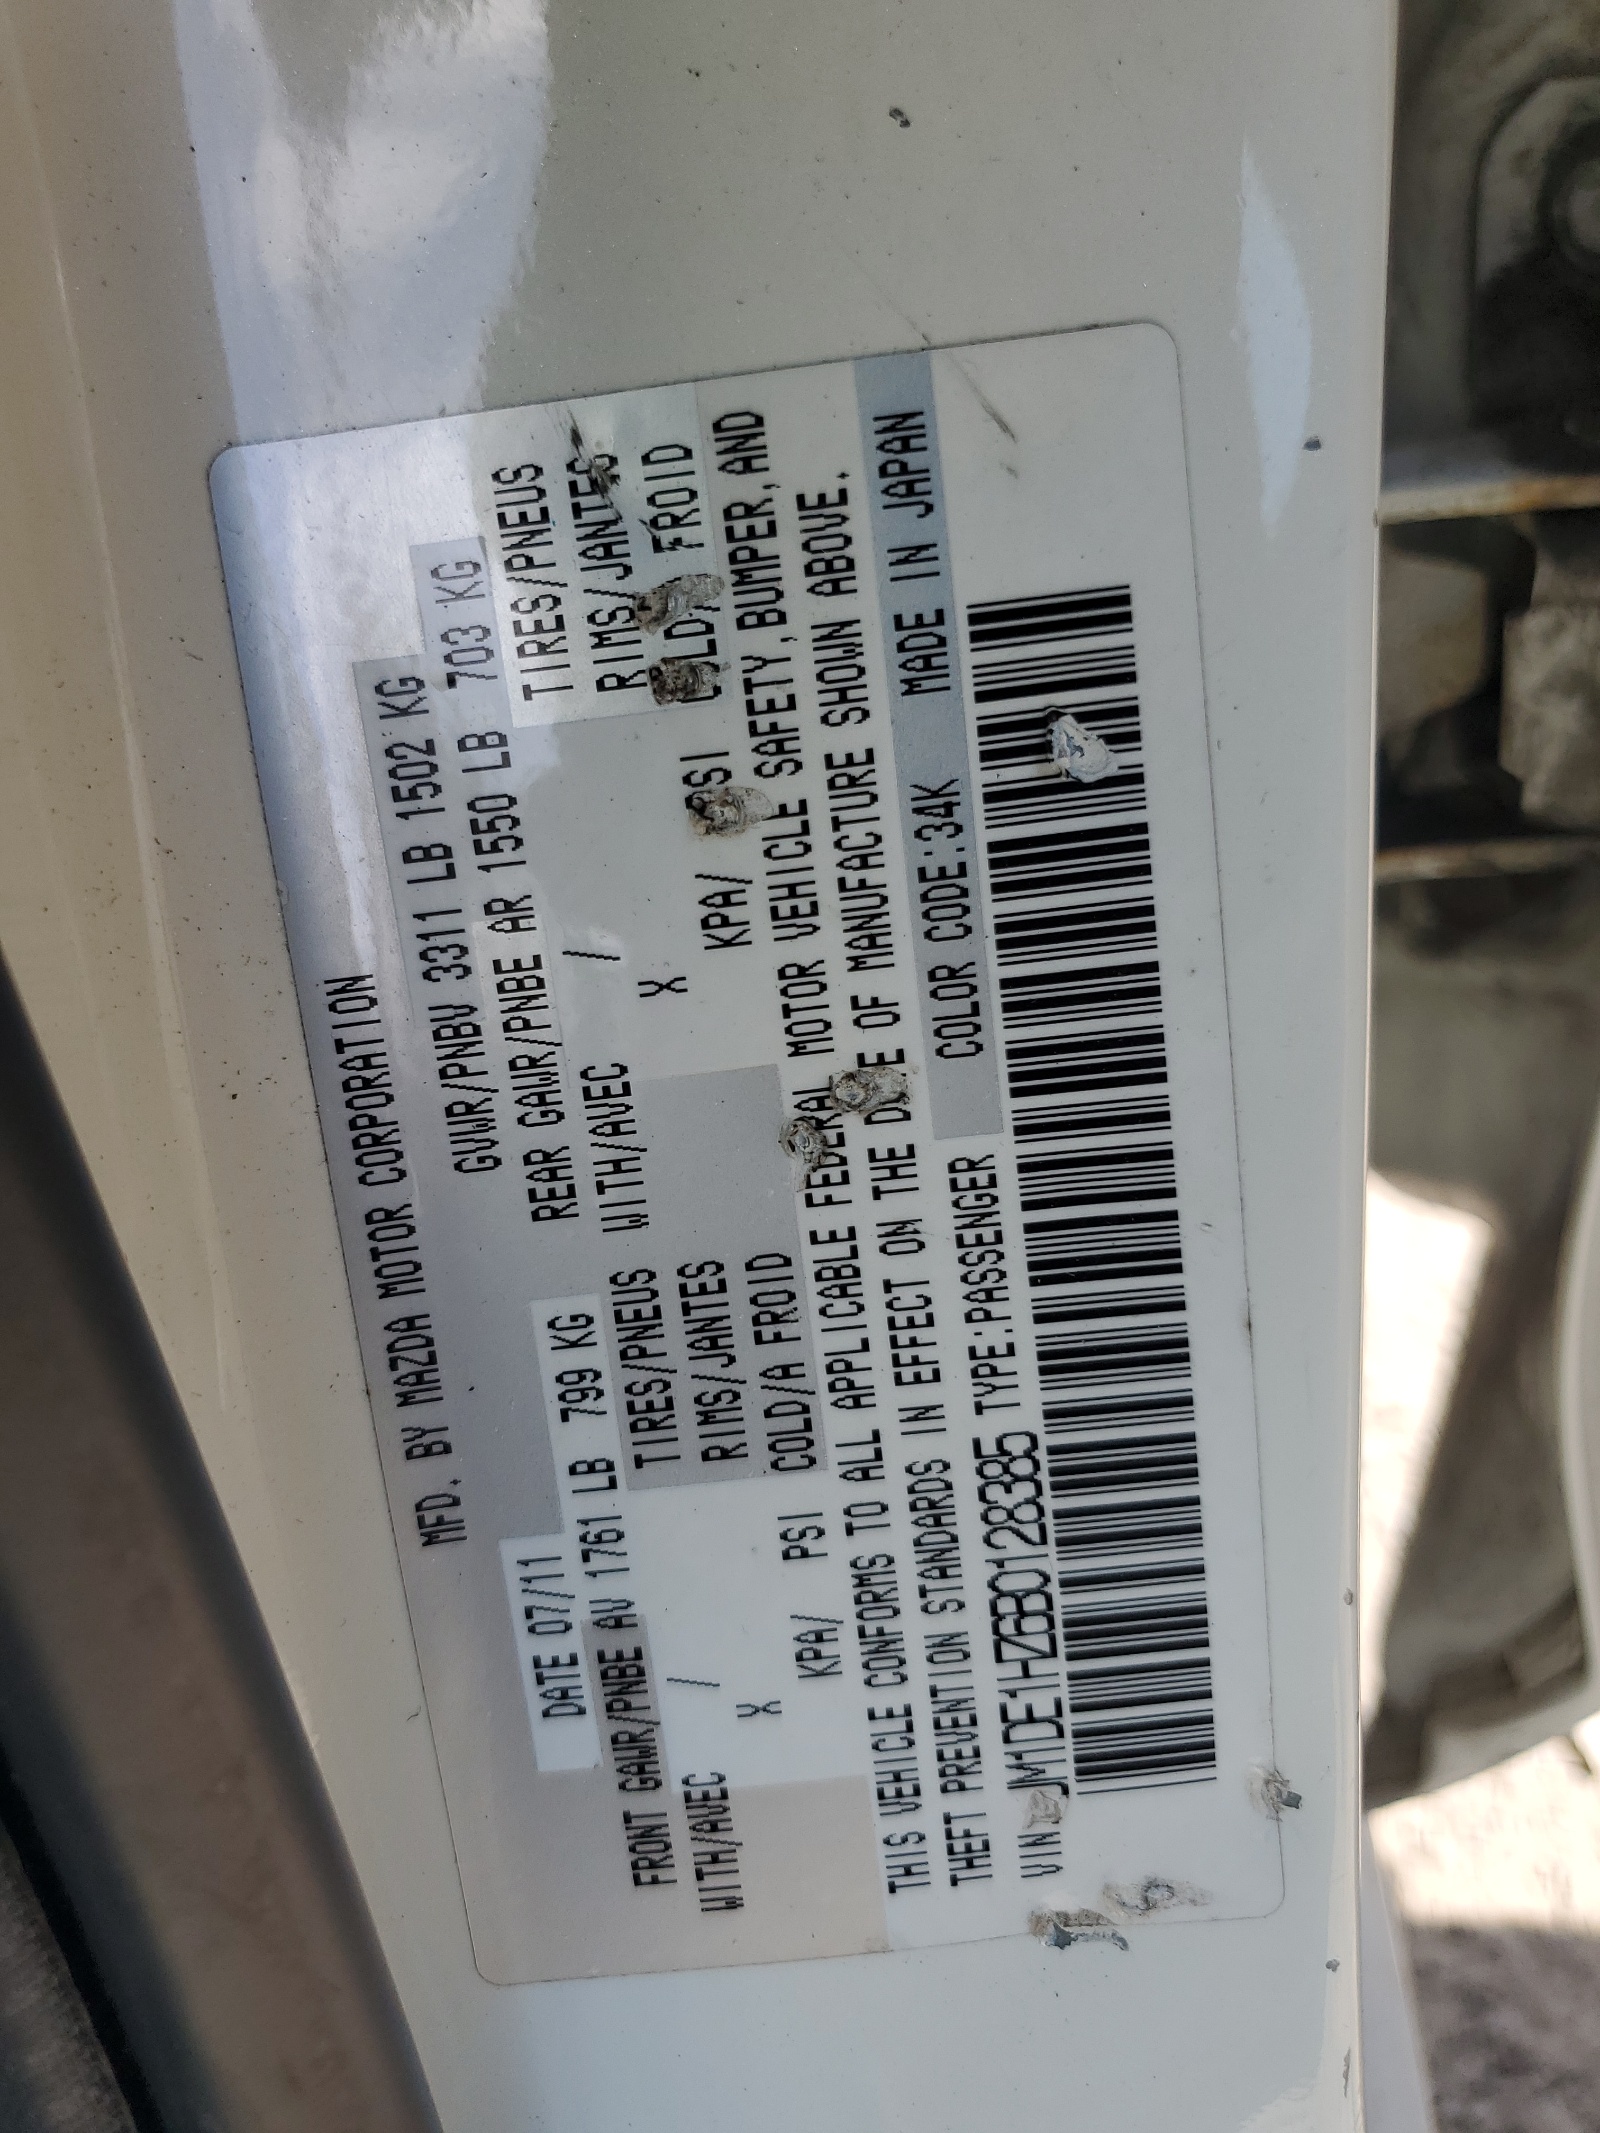 MFD. BY MAZDA MOTOR CORPORATION
DATE 07/11 GVWR/PNBV 3311 LB 1502 KG
FRONT GAWR/PNBE AV 1761 LB 799 KG REAR GAWR/PNBE AR 1550 LB 703 KG
WITH/AVEC / TIRES/PNEUS WITH/AVEC / TIRES/PNEUS
X RIMS/JANTES X RIMS/JANTES
KPA/ PSI COLD/A FROID KPA/ PSI COLD/ FROID
THIS VEHICLE CONFORMS TO ALL APPLICABLE FEDERAL MOTOR VEHICLE SAFETY,BUMPER,AND
THEFT PREVENTION STANDARDS IN EFFECT ON THE DATE OF MANUFACTURE SHOWN ABOVE.
VIN JM1DE1HZ6B0128385 TYPE:PASSENGER COLOR CODE:34K MADE IN JAPAN